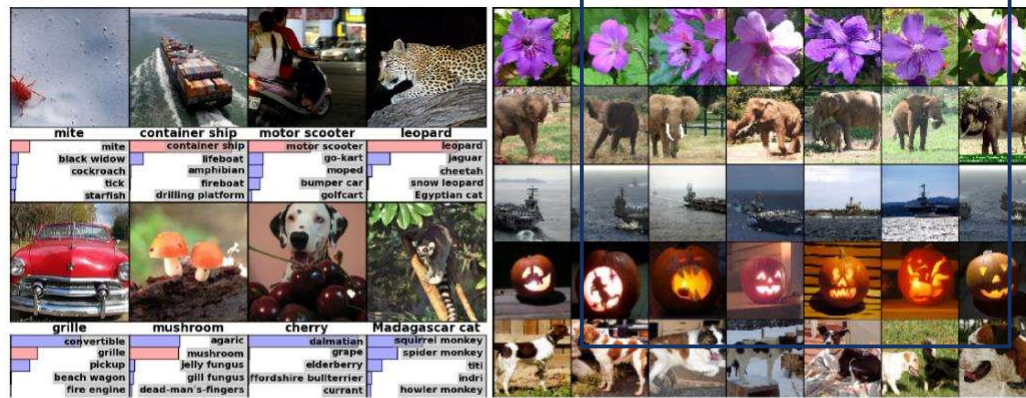 mite container ship motor scooter leopard
mite container ship motor scooter leopard
black widow lifeboat go-kart jaguar
cockroach amphibian moped cheetah
tick fireboat bumper car snow leopard
starfish drilling platform golfcart Egyptian cat
grille mushroom cherry Madagascar cat
convertible agaric dalmatian squirrel monkey
grille mushroom grape spider monkey
pickup jelly fungus elderberry titi
beach wagon gill fungus ffordshire bullterrier indri
fire engine dead-man's-fingers currant howler monkey